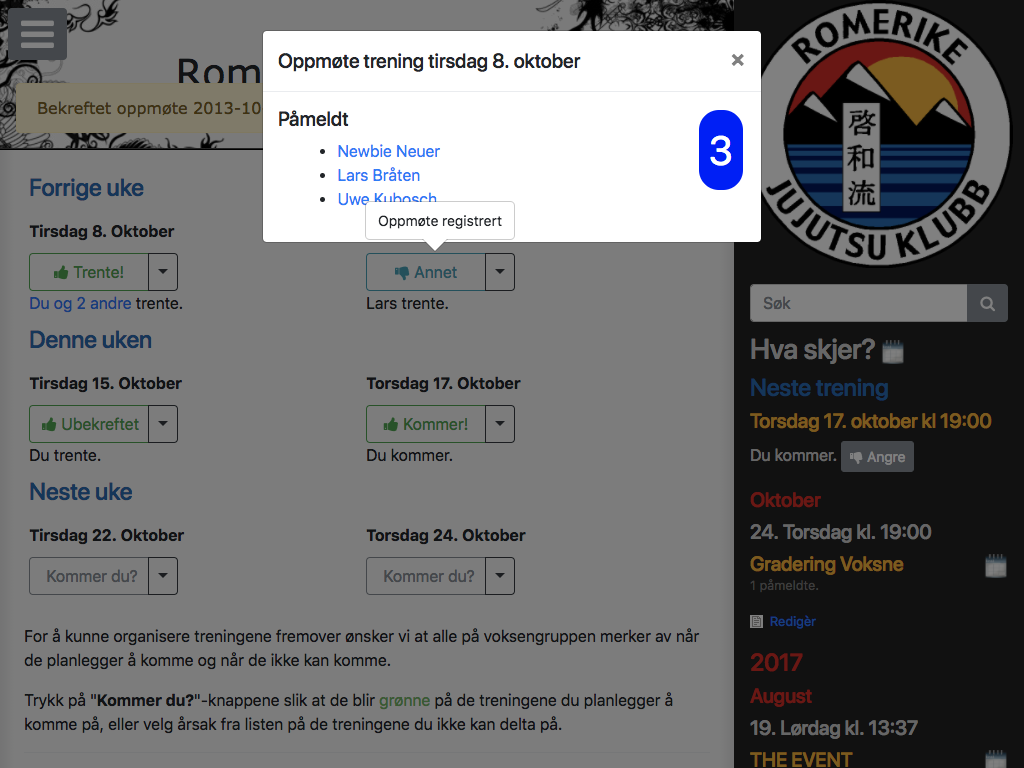 Rom
Bekreftet oppmøte 2013-10
Oppmøte trening tirsdag 8. oktober
×
Påmeldt
Newbie Neuer
Lars Bråten
Uwe Kubosch
3
Oppmøte registrert
Forrige uke
Tirsdag 8. Oktober
Trente!
Annet
Du og 2 andre trente.
Lars trente.
Denne uken
Tirsdag 15. Oktober
Torsdag 17. Oktober
Ubekreftet
Kommer!
Du trente.
Du kommer.
Neste uke
Tirsdag 22. Oktober
Torsdag 24. Oktober
Kommer du?
Kommer du?
For å kunne organisere treningene fremover ønsker vi at alle på voksengruppen merker av når
de planlegger å komme og når de ikke kan komme.
Trykk på "Kommer du?"-knappene slik at de blir grønne på de treningene du planlegger å
komme på, eller velg årsak fra listen på de treningene du ikke kan delta på.
ROMERIKE
啓和流
JUJUTSU KLUBB
Søk
Hva skjer?
Neste trening
Torsdag 17. oktober kl 19:00
Du kommer. Angre
Oktober
24. Torsdag kl. 19:00
Gradering Voksne
1 påmeldte.
Redigèr
2017
August
19. Lørdag kl. 13:37
THE EVENT